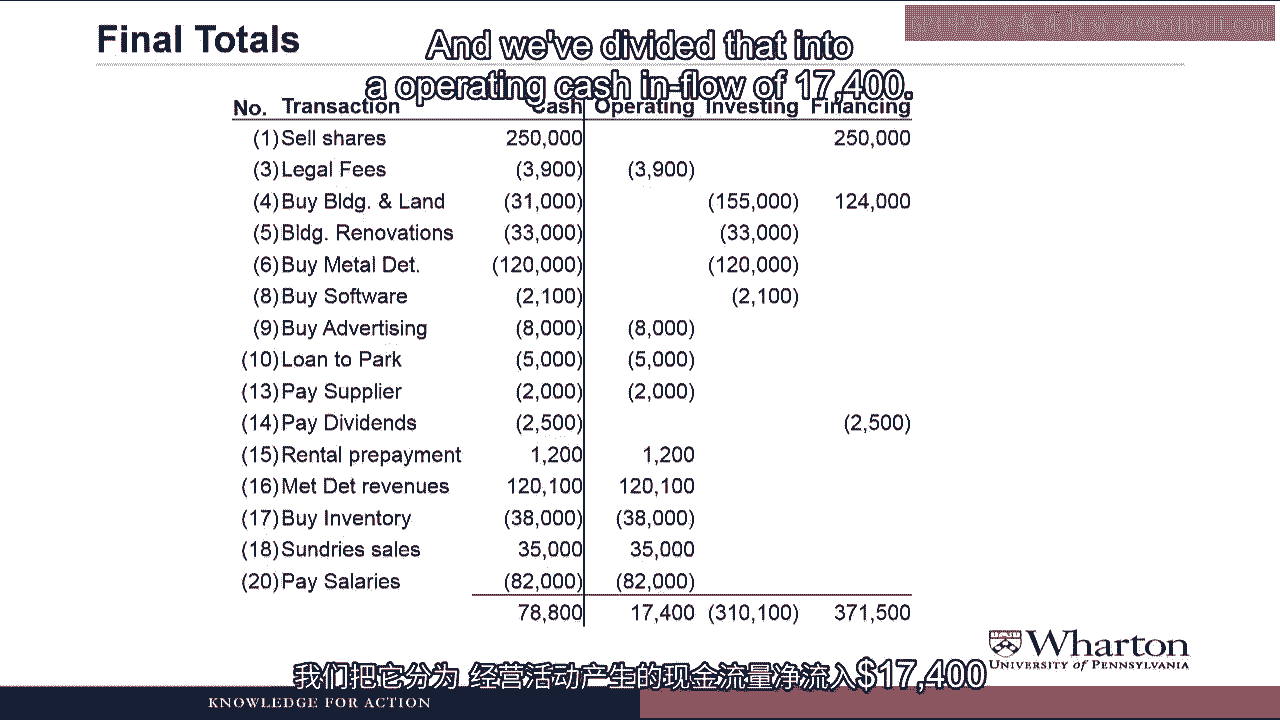 Final Totals
And we've divided that into
a operating cash in-flow of 17,400.
No. Transaction Cash Operating Investing Financing
(1) Sell shares 250,000 250,000
(3) Legal Fees (3,900) (3,900)
(4) Buy Bldg. & Land (31,000) (155,000) 124,000
(5) Bldg. Renovations (33,000) (33,000)
(6) Buy Metal Det. (120,000) (120,000)
(8) Buy Software (2,100) (2,100)
(9) Buy Advertising (8,000) (8,000)
(10) Loan to Park (5,000) (5,000)
(13) Pay Supplier (2,000) (2,000)
(14) Pay Dividends (2,500) (2,500)
(15) Rental prepayment 1,200 1,200
(16) Met Det revenues 120,100 120,100
(17) Buy Inventory (38,000) (38,000)
(18) Sundries sales 35,000 35,000
(20) Pay Salaries (82,000) (82,000)
78,800 17,400 (310,100) 371,500
Wharton
UNIVERSITY of PENNSYLVANIA
我们把它分为 经营活动产生的现金流量净流入$17,400
KNOWLEDGE FOR ACTION